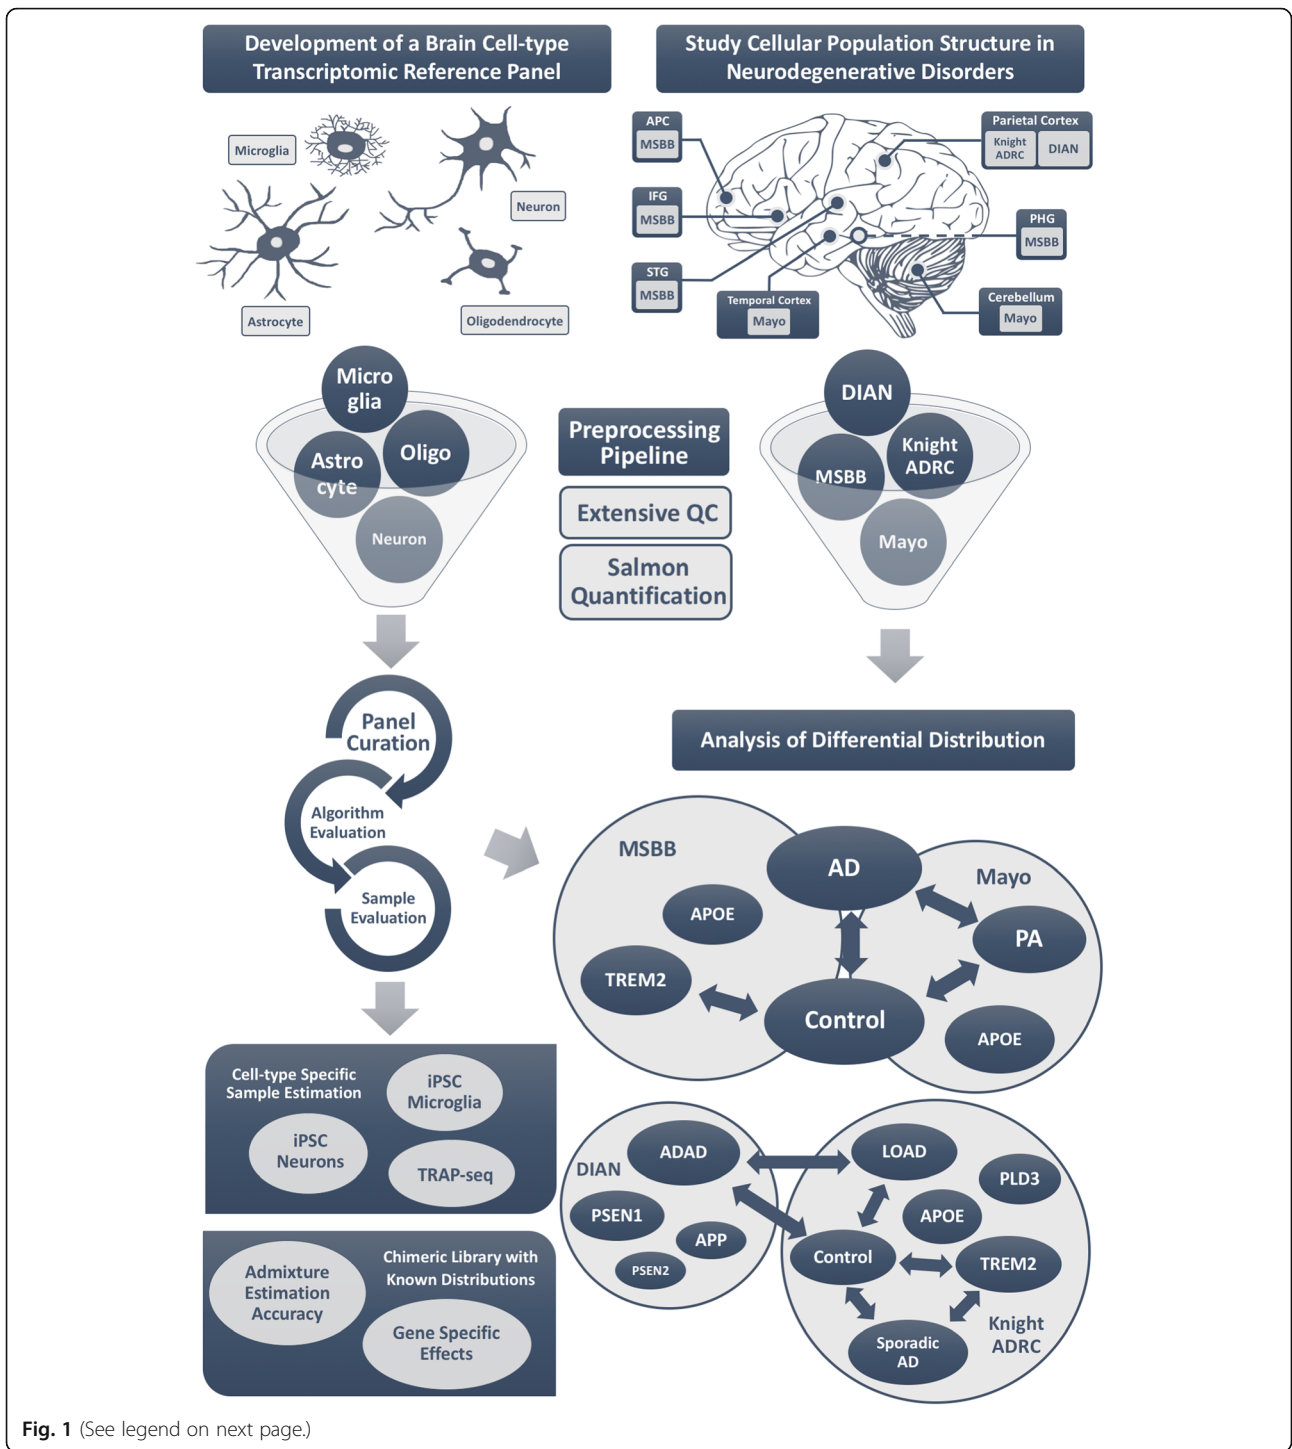 Development of a Brain Cell-type
Transcriptomic Reference Panel
Study Cellular Population Structure in
Neurodegenerative Disorders
Microglia
Neuron
Astrocyte
Oligodendrocyte
APC
MSBB
IFG
MSBB
STG
MSBB
Temporal Cortex
Mayo
Parietal Cortex
Knight
ADRC
DIAN
PHG
MSBB
Cerebellum
Mayo
Micro
glia
Astro
cyte
Oligo
Neuron
Preprocessing
Pipeline
Extensive QC
Salmon
Quantification
DIAN
MSBB
Knight
ADRC
Mayo
Panel
Curation
Algorithm
Evaluation
Sample
Evaluation
Analysis of Differential Distribution
MSBB
AD
Mayo
APOE
PA
TREM2
Control
APOE
Cell-type Specific
Sample Estimation
iPSC
Microglia
iPSC
Neurons
TRAP-seq
Chimeric Library with
Known Distributions
Admixture
Estimation
Accuracy
Gene Specific
Effects
DIAN
ADAD
PSEN1
APP
PSEN2
LOAD
PLD3
APOE
Control
TREM2
Sporadic
AD
Knight
ADRC
Fig. 1 (See legend on next page.)